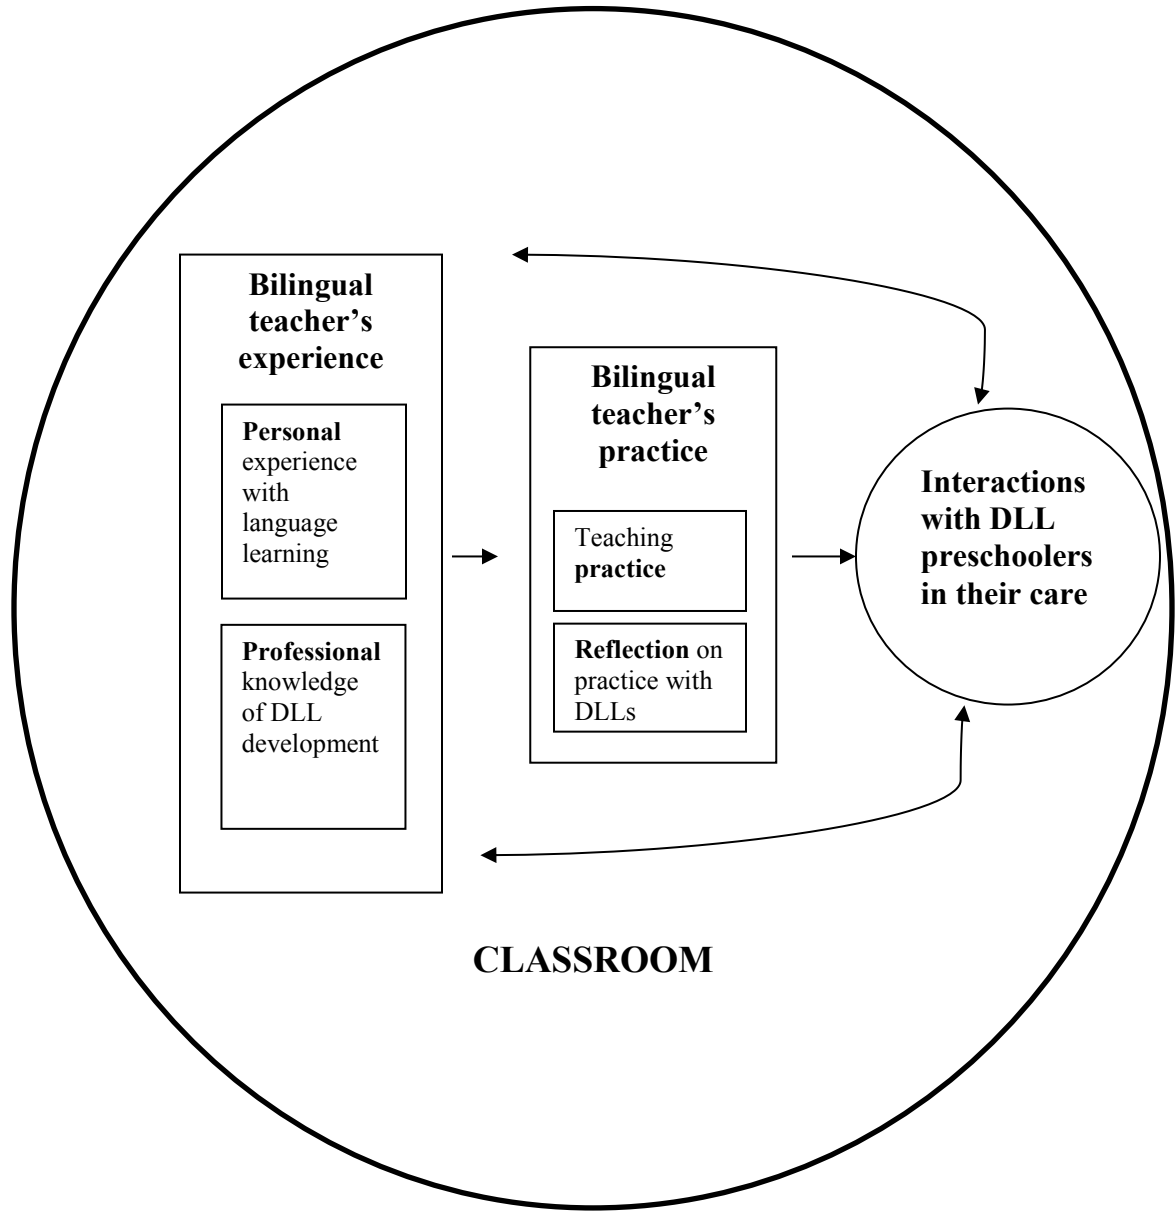 Bilingual
teacher’s
experience
Personal
experience
with
language
learning
Professional
knowledge
of DLL
development
Bilingual
teacher’s
practice
Teaching
practice
Reflection on
practice with
DLLs
Interactions
with DLL
preschoolers
in their care
CLASSROOM